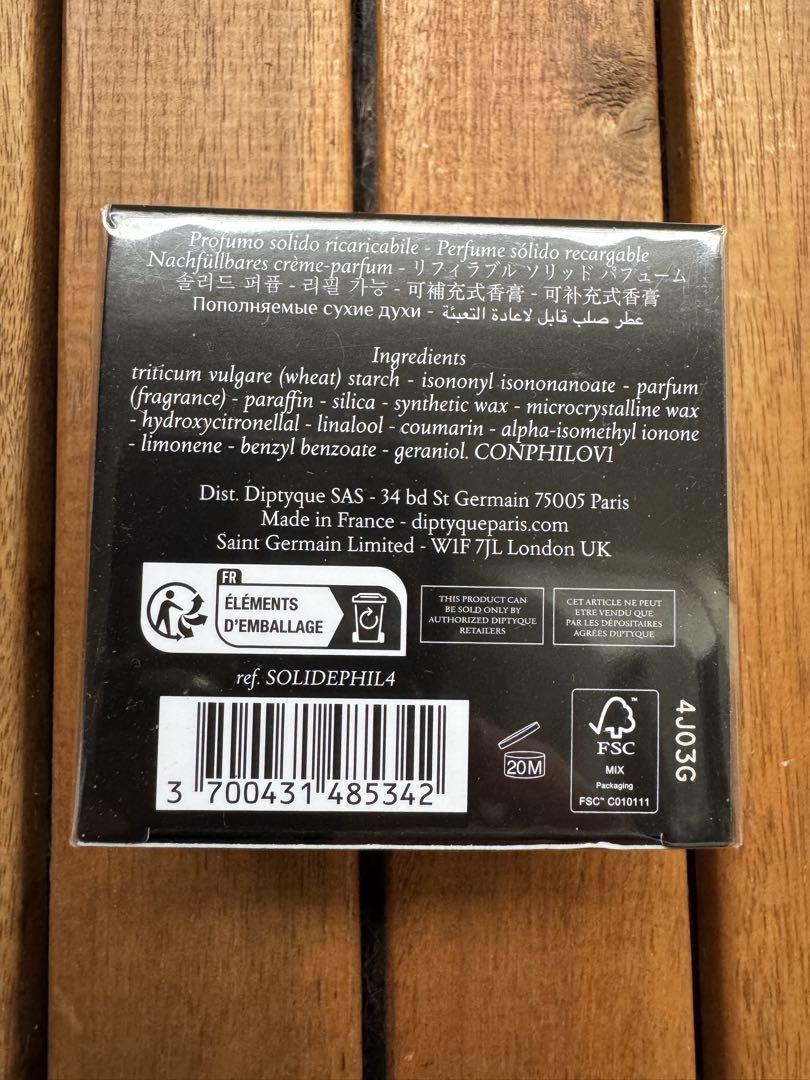 Profumo solido ricaricabile - Perfume sólido recargable
Nachfüllbares crème-parfum - リフィラブル ソリッド パフューム
솔리드 퍼퓸 - 리필 가능 - 可補充式香膏 - 可补充式香膏
Пополняемые сухие духи - عطر صلب قابل لاعادة التعبئة
Ingredients
triticum vulgare (wheat) starch - isononyl isononanoate - parfum
(fragrance) - paraffin - silica - synthetic wax - microcrystalline wax
- hydroxycitronellal - linalool - coumarin - alpha-isomethyl ionone
- limonene - benzyl benzoate - geraniol. CONPHILOV1
Dist. Diptyque SAS - 34 bd St Germain 75005 Paris
Made in France - diptyqueparis.com
Saint Germain Limited - W1F 7JL London UK
FR
ÉLÉMENTS
D'EMBALLAGE
THIS PRODUCT CAN
BE SOLD ONLY BY
AUTHORIZED DIPTYQUE
RETAILERS
CET ARTICLE NE PEUT
ETRE VENDU QUE
PAR LES DÉPOSITAIRES
AGRÉÉS DIPTYQUE
ref. SOLIDEPHIL4
3 700431 485342
20M
FSC™
MIX
Packaging
FSC™ C010111
4J03G